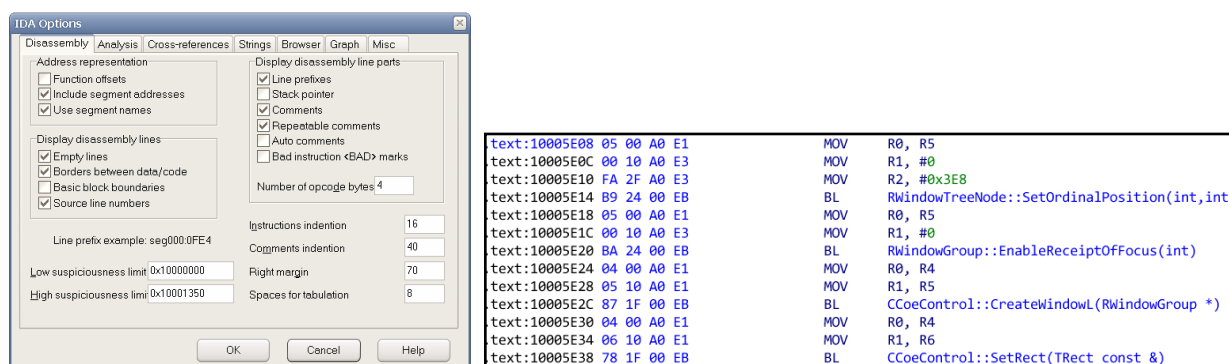 IDA Options
Disassembly Analysis Cross-references Strings Browser Graph Misc
Address representation
Function offsets
Include segment addresses
Use segment names
Display disassembly lines
Empty lines
Borders between data/code
Basic block boundaries
Source line numbers
Line prefix example: seg000:0FE4
Low suspiciousness limit 0x10000000
High suspiciousness limi 0x10001350
Display disassembly line parts
Line prefixes
Stack pointer
Comments
Repeatable comments
Auto comments
Bad instruction <BAD> marks
Number of opcode bytes 4
Instructions indention 16
Comments indention 40
Right margin 70
Spaces for tabulation 8
OK Cancel Help
.text:10005E08 05 00 A0 E1 MOV R0, R5
.text:10005E0C 00 10 A0 E3 MOV R1, #0
.text:10005E10 FA 2F A0 E3 MOV R2, #0x3E8
.text:10005E14 B9 24 00 EB BL RWindowTreeNode::SetOrdinalPosition(int,int
.text:10005E18 05 00 A0 E1 MOV R0, R5
.text:10005E1C 00 10 A0 E3 MOV R1, #0
.text:10005E20 BA 24 00 EB BL RWindowGroup::EnableReceiptOfFocus(int)
.text:10005E24 04 00 A0 E1 MOV R0, R4
.text:10005E28 05 10 A0 E1 MOV R1, R5
.text:10005E2C 87 1F 00 EB BL CCoeControl::CreateWindowL(RWindowGroup *)
.text:10005E30 04 00 A0 E1 MOV R0, R4
.text:10005E34 06 10 A0 E1 MOV R1, R6
.text:10005E38 78 1F 00 EB BL CCoeControl::SetRect(TRect const &)